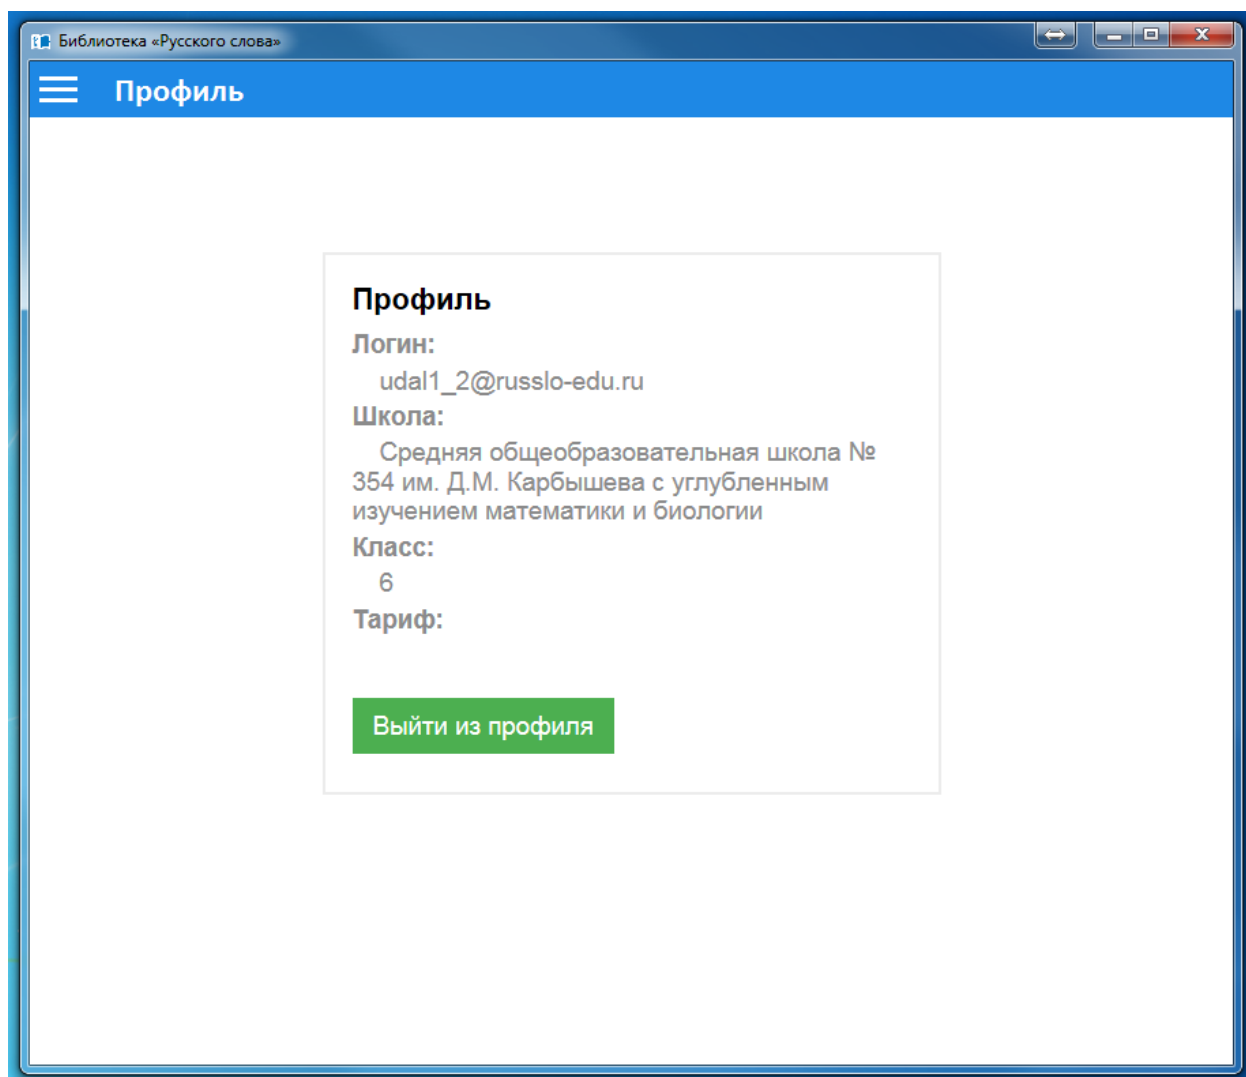 Библиотека «Русского слова»
Профиль
Профиль
Логин:
udal1_2@russlo-edu.ru
Школа:
Средняя общеобразовательная школа №
354 им. Д.М. Карбышева с углубленным
изучением математики и биологии
Класс:
6
Тариф:
Выйти из профиля